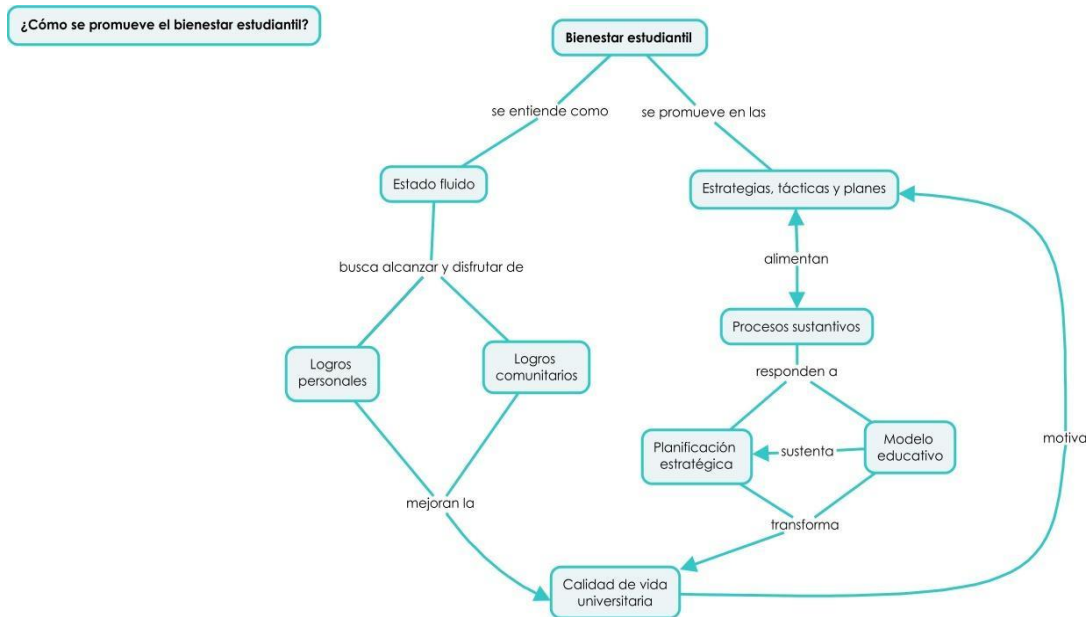 ¿Cómo se promueve el bienestar estudiantil?
Bienestar estudiantil
se entiende como
se promueve en las
Estado fluido
Estrategias, tácticas y planes
busca alcanzar y disfrutar de
alimentan
Procesos sustantivos
Logros
personales
Logros
comunitarios
responden a
Planificación
estratégica
sustenta
Modelo
educativo
motiva
mejoran la
transforma
Calidad de vida
universitaria